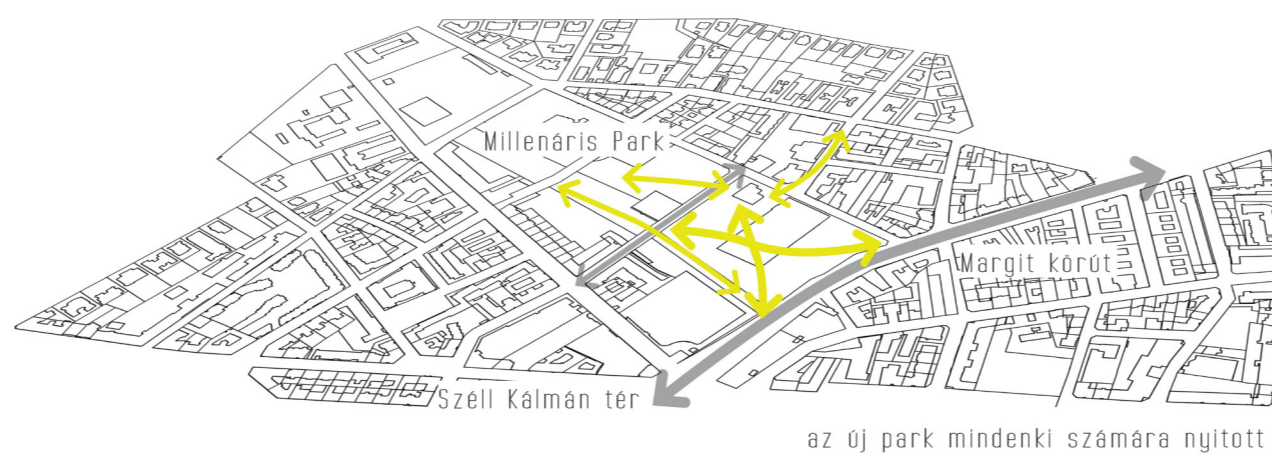 Millenáris Park
Margit körút
Széll Kálmán tér
az új park mindenki számára nyitott